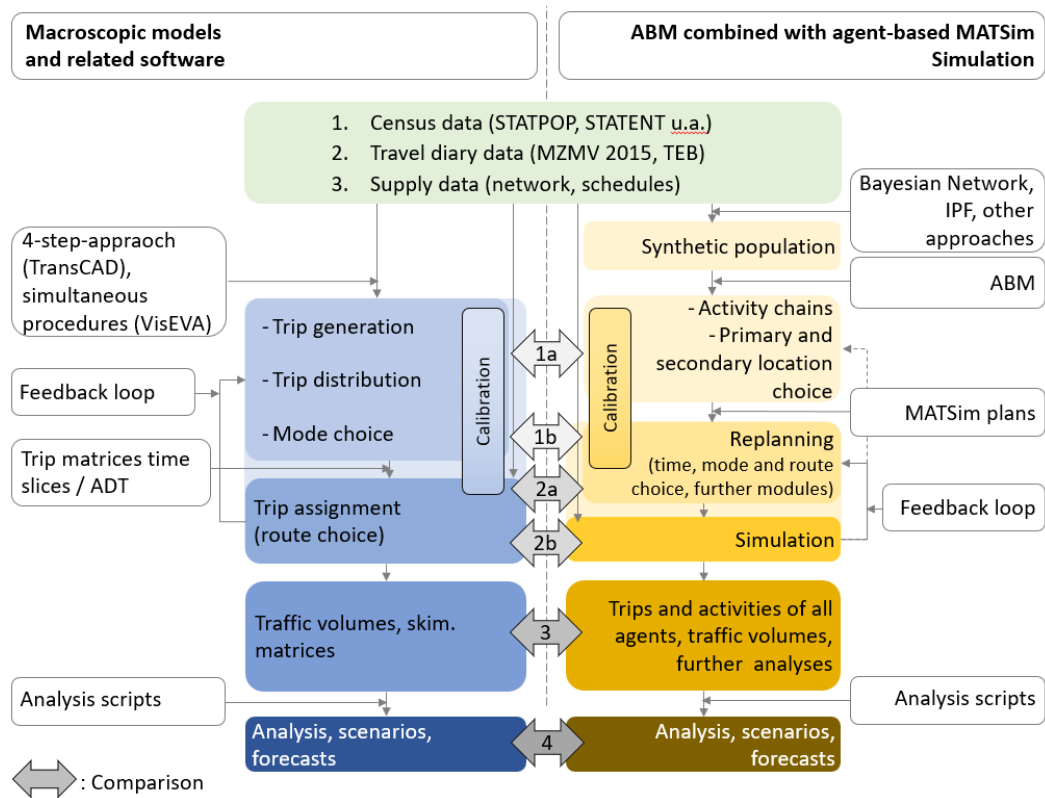 Macroscopic models
and related software
ABM combined with agent-based MATSim
Simulation
1. Census data (STATPOP, STATENT u.a.)
2. Travel diary data (MZMV 2015, TEB)
3. Supply data (network, schedules)
Bayesian Network,
IPF, other
approaches
4-step-appraoch
(TransCAD),
simultaneous
procedures (VisEVA)
Synthetic population
ABM
- Trip generation
- Trip distribution
- Mode choice
Calibration
1a
Calibration
- Activity chains
- Primary and
secondary location
choice
Feedback loop
MATSim plans
1b
Trip matrices time
slices / ADT
Replanning
(time, mode and route
choice, further modules)
2a
Feedback loop
Trip assignment
(route choice)
2b
Simulation
Traffic volumes, skim.
matrices
3
Trips and activities of all
agents, traffic volumes,
further analyses
Analysis scripts
Analysis scripts
Analysis, scenarios,
forecasts
4
Analysis, scenarios,
forecasts
: Comparison